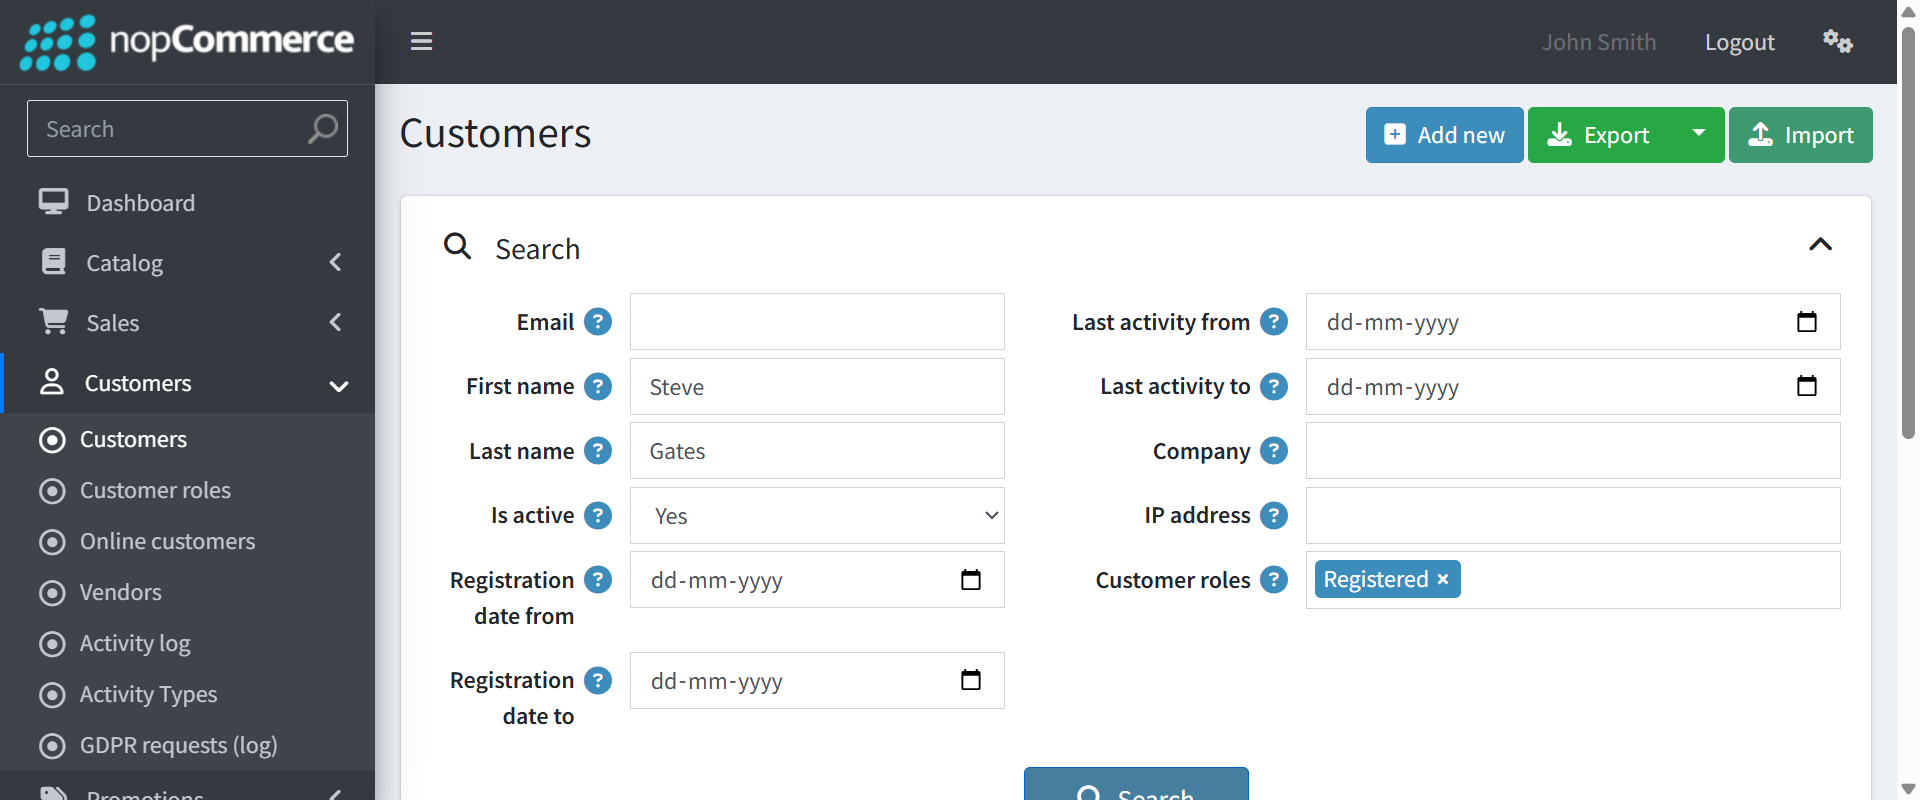 nopCommerce
John Smith
Logout
Search
Dashboard
Catalog
Sales
Customers
Customers
Customer roles
Online customers
Vendors
Activity log
Activity Types
GDPR requests (log)
Promotions
Customers
Add new
Export
Import
Search
Email ?
Last activity from ? dd-mm-yyyy
First name ? Steve
Last activity to ? dd-mm-yyyy
Last name ? Gates
Company ?
Is active ? Yes
IP address ?
Registration ? dd-mm-yyyy
date from
Customer roles ? Registered ×
Registration ? dd-mm-yyyy
date to
Search